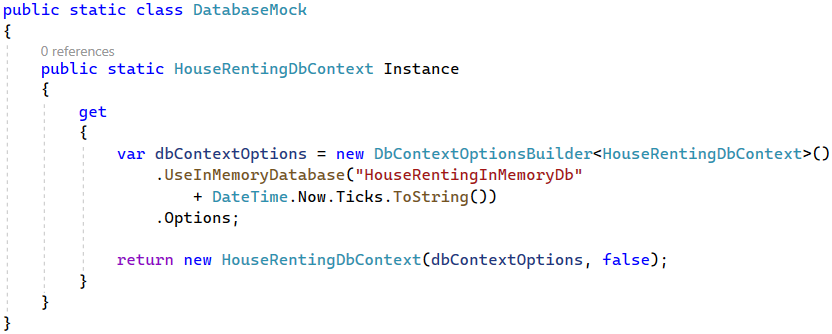 public static class DatabaseMock
{
0 references
public static HouseRentingDbContext Instance
{
get
{
var dbContextOptions = new DbContextOptionsBuilder<HouseRentingDbContext>()
.UseInMemoryDatabase("HouseRentingInMemoryDb"
+ DateTime.Now.Ticks.ToString())
.Options;
return new HouseRentingDbContext(dbContextOptions, false);
}
}
}